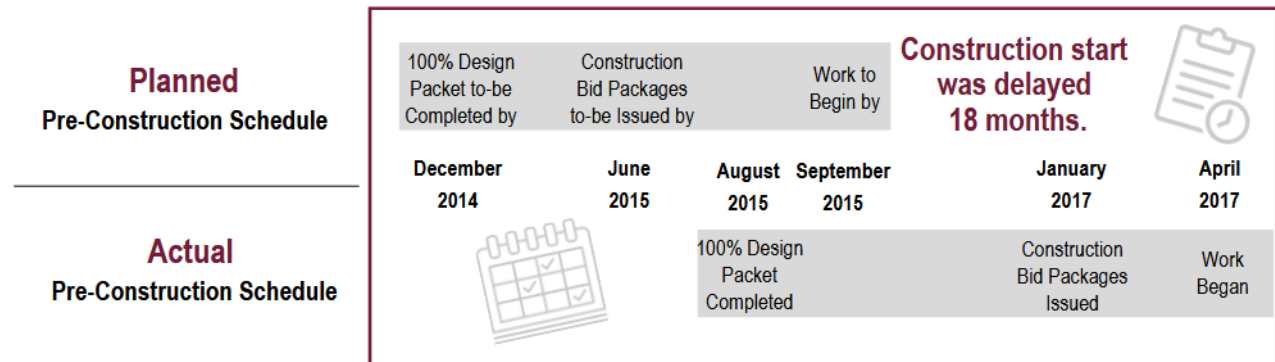 Planned
Pre-Construction Schedule
100% Design
Packet to-be
Completed by
Construction
Bid Packages
to-be Issued by
Work to
Begin by
Construction start
was delayed
18 months.
December
2014
June
2015
August
2015
September
2015
January
2017
April
2017
Actual
Pre-Construction Schedule
100% Design
Packet
Completed
Construction
Bid Packages
Issued
Work
Began